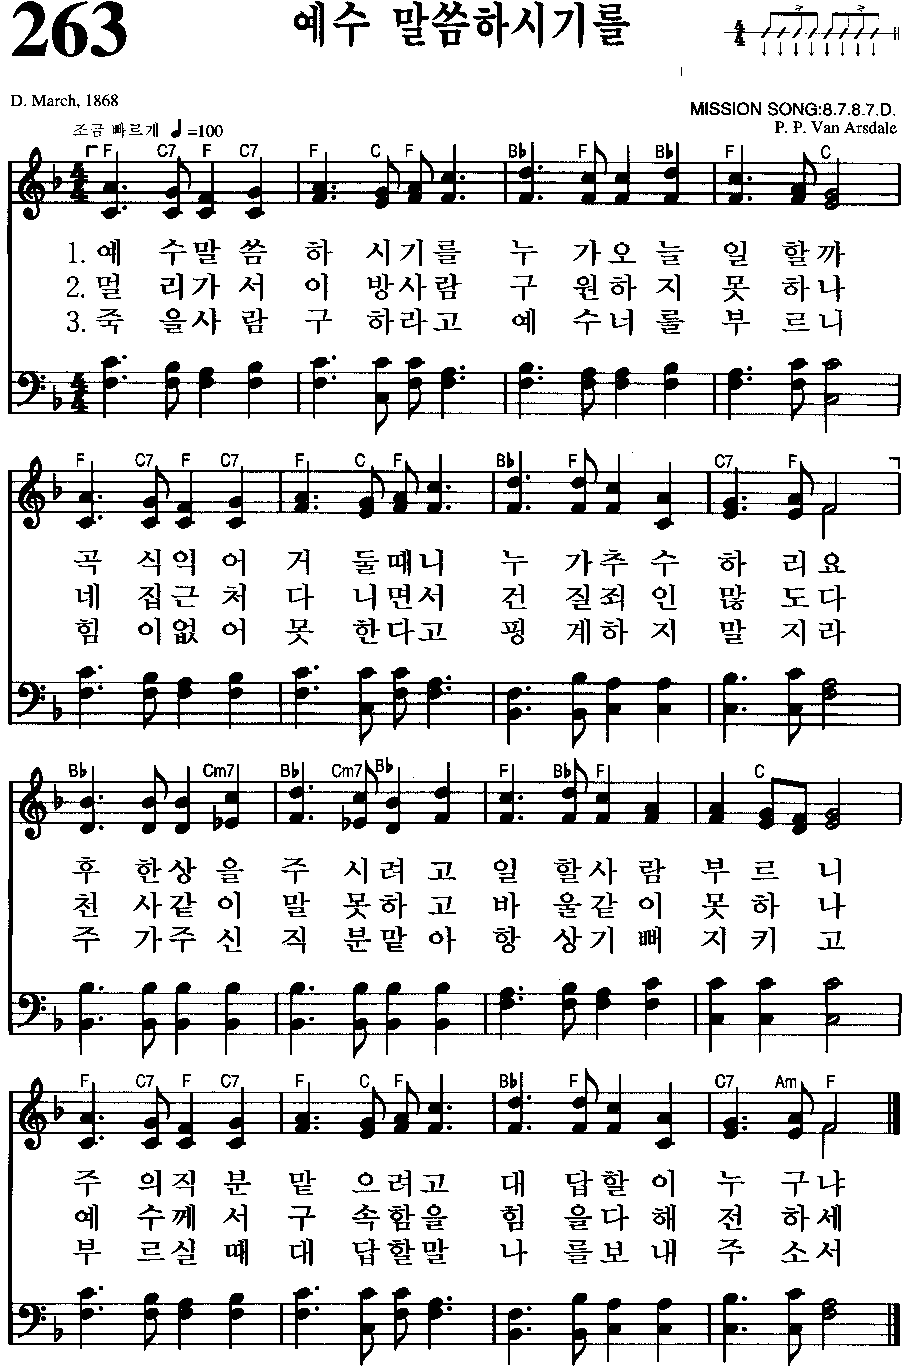 263
예수 말씀하시기를
D. March, 1868
MISSION SONG:8.7.8.7.D.
P. P. Van Arsdale
조금 빠르게 ♩=100
F C7 F C7 F C F Bb F Bb F C
1. 예 수말 씀 하 시기를 누 가오 늘 일 할까
2. 멀 리가 서 이 방사람 구 원하 지 못 하나
3. 죽 을사 람 구 하라고 예 수너 를 부 르니
F C7 F C7 F C F Bb F C7 F
곡 식익 어 거 둘때니 누 가추 수 하 리요
네 집근 처 다 니면서 건 질죄 인 많 도다
힘 이없 어 못 한다고 핑 계하 지 말 지라
Bb Cm7 Bb Cm7 Bb F Bb F C
후 한상 을 주 시려 고 일 할사 람 부 르 니
천 사같 이 말 못하 고 바 울같 이 못 하 나
주 가주 신 직 분맡 아 항 상기 뻐 지 키 고
F C7 F C7 F C F Bb F C7 Am F
주 의직 분 맡 으려고 대 답할 이 누 구냐
예 수께 서 구 속함을 힘 을다 해 전 하세
부 르실 때 대 답할말 나 를보 내 주 소서